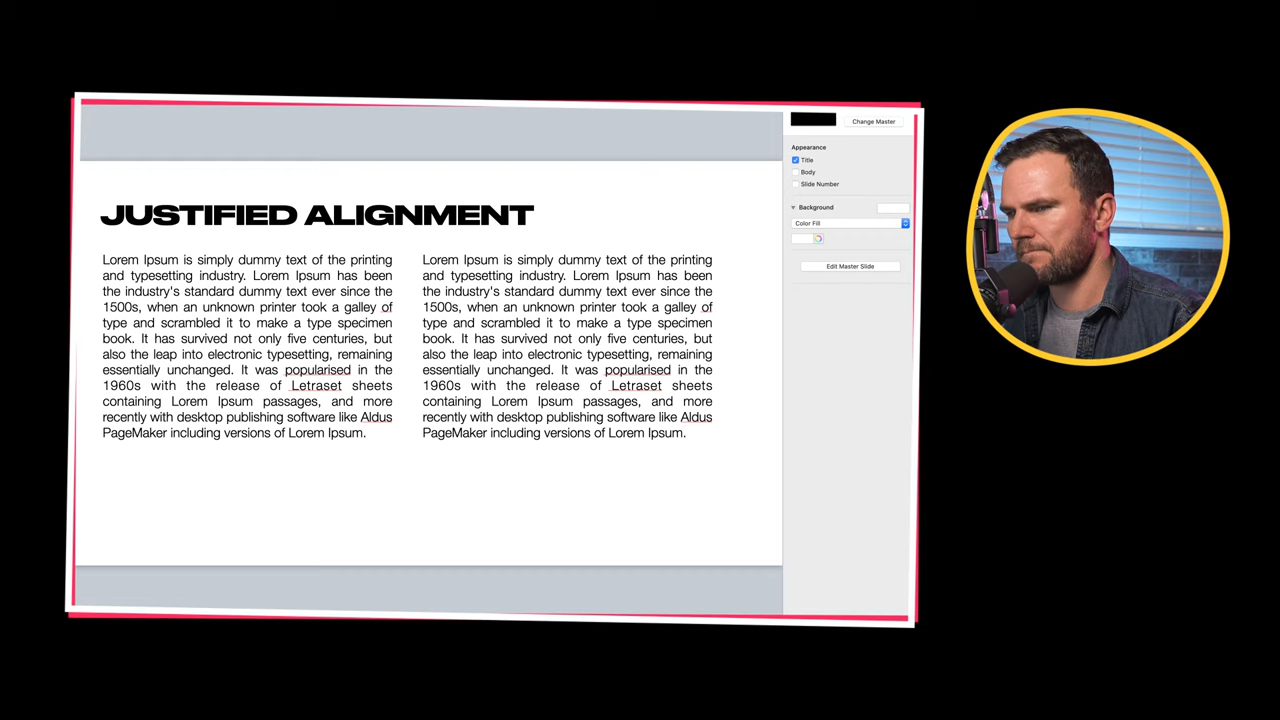 JUSTIFIED ALIGNMENT
Lorem Ipsum is simply dummy text of the printing
and typesetting industry. Lorem Ipsum has been
the industry's standard dummy text ever since the
1500s, when an unknown printer took a galley of
type and scrambled it to make a type specimen
book. It has survived not only five centuries, but
also the leap into electronic typesetting, remaining
essentially unchanged. It was popularised in the
1960s with the release of Letraset sheets
containing Lorem Ipsum passages, and more
recently with desktop publishing software like Aldus
PageMaker including versions of Lorem Ipsum.
Lorem Ipsum is simply dummy text of the printing
and typesetting industry. Lorem Ipsum has been
the industry's standard dummy text ever since the
1500s, when an unknown printer took a galley of
type and scrambled it to make a type specimen
book. It has survived not only five centuries, but
also the leap into electronic typesetting, remaining
essentially unchanged. It was popularised in the
1960s with the release of Letraset sheets
containing Lorem Ipsum passages, and more
recently with desktop publishing software like Aldus
PageMaker including versions of Lorem Ipsum.
Change Master
Appearance
Title
Body
Slide Number
Background
Color Fill
Edit Master Slide